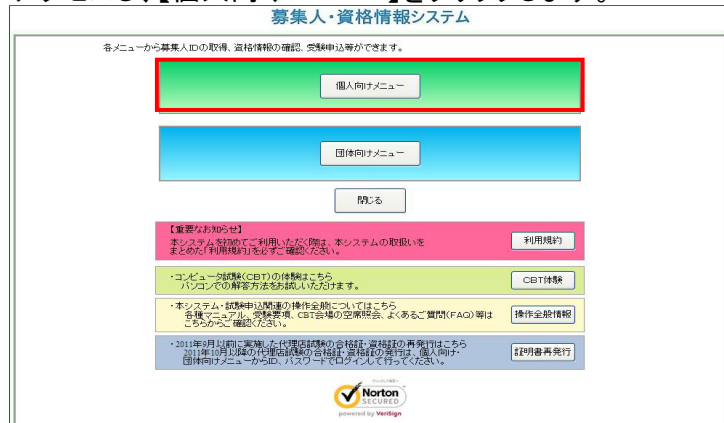 募集人・資格情報システム
各メニューから募集人IDの取得、資格情報の確認、受験申込等ができます。
個人向けメニュー
団体向けメニュー
閉じる
【重要なお知らせ】
本システムを初めてご利用いただく際は、本システムの取扱いを
まとめた「利用規約」を必ずご確認ください。
利用規約
・コンピュータ試験(CBT)の体験はこちら
パソコンでの解答方法をお試しいただけます。
CBT体験
・本システム・試験申込関連の操作全般についてはこちら
各種マニュアル、受験要項、CBT会場の空席照会、よくあるご質問(FAQ)等は
こちらからご確認ください。
操作全般情報
・2011年9月以前に実施した代理店試験の合格証・資格証の再発行はこちら
2011年10月以降の代理店試験の合格証・資格証の発行は、個人向け・
団体向けメニューからID、パスワードでログインして行ってください。
証明書再発行
Norton
SECURED
powered by VeriSign